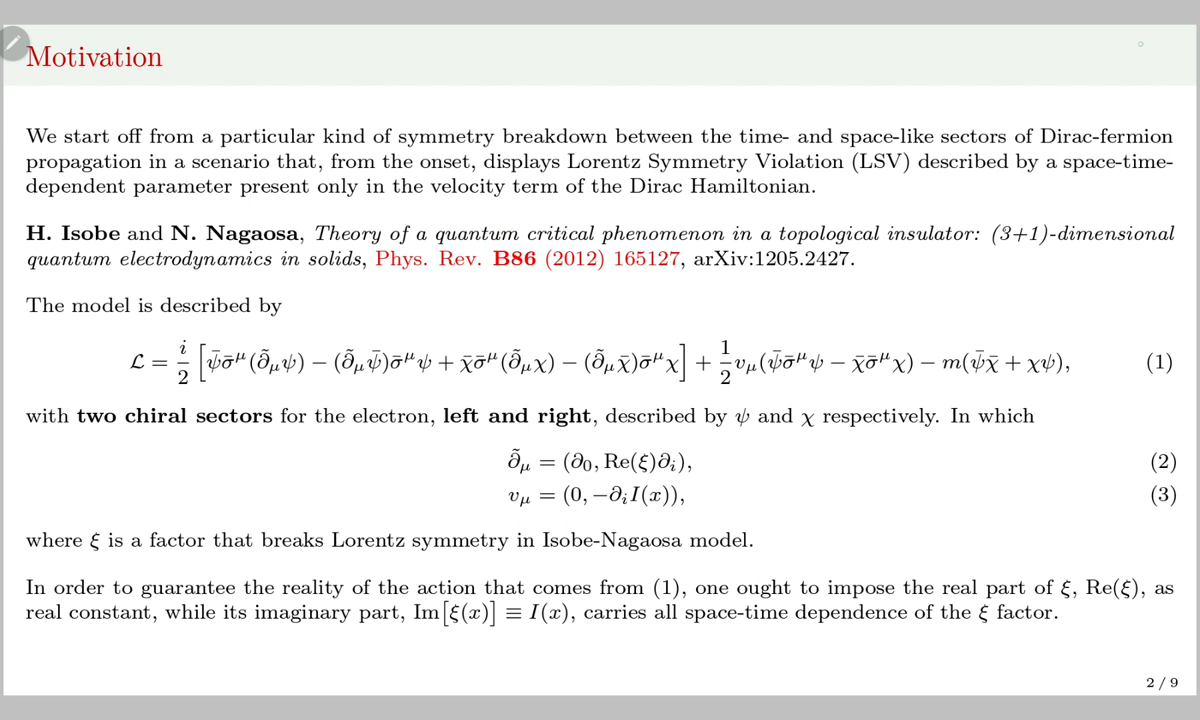 Motivation
We start off from a particular kind of symmetry breakdown between the time- and space-like sectors of Dirac-fermion
propagation in a scenario that, from the onset, displays Lorentz Symmetry Violation (LSV) described by a space-time-
dependent parameter present only in the velocity term of the Dirac Hamiltonian.
H. Isobe and N. Nagaosa, Theory of a quantum critical phenomenon in a topological insulator: (3+1)-dimensional
quantum electrodynamics in solids, Phys. Rev. B86 (2012) 165127, arXiv:1205.2427.
The model is described by
ℒ = i/2 [ψ̄σ̄^μ(∂̃_μψ) − (∂̃_μψ̄)σ̄^μψ + χ̄σ̄^μ(∂̃_μχ) − (∂̃_μχ̄)σ̄^μχ] + 1/2 v_μ(ψ̄σ̄^μψ − χ̄σ̄^μχ) − m(ψ̄χ̄ + χψ), (1)
with two chiral sectors for the electron, left and right, described by ψ and χ respectively. In which
∂̃_μ = (∂₀, Re(ξ)∂ᵢ), (2)
v_μ = (0, −∂ᵢI(x)), (3)
where ξ is a factor that breaks Lorentz symmetry in Isobe-Nagaosa model.
In order to guarantee the reality of the action that comes from (1), one ought to impose the real part of ξ, Re(ξ), as
real constant, while its imaginary part, Im[ξ(x)] ≡ I(x), carries all space-time dependence of the ξ factor.
2 / 9